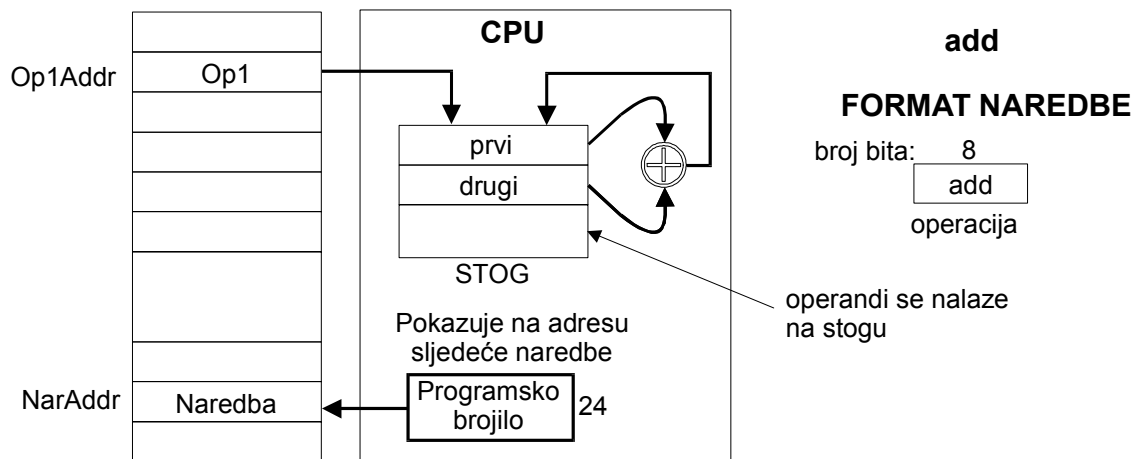 CPU
add
Op1Addr
Op1
FORMAT NAREDBE
prvi
broj bita:
8
drugi
add
operacija
STOG
operandi se nalaze
na stogu
Pokazuje na adresu
sljedeće naredbe
NarAddr
Naredba
Programsko
brojilo
24